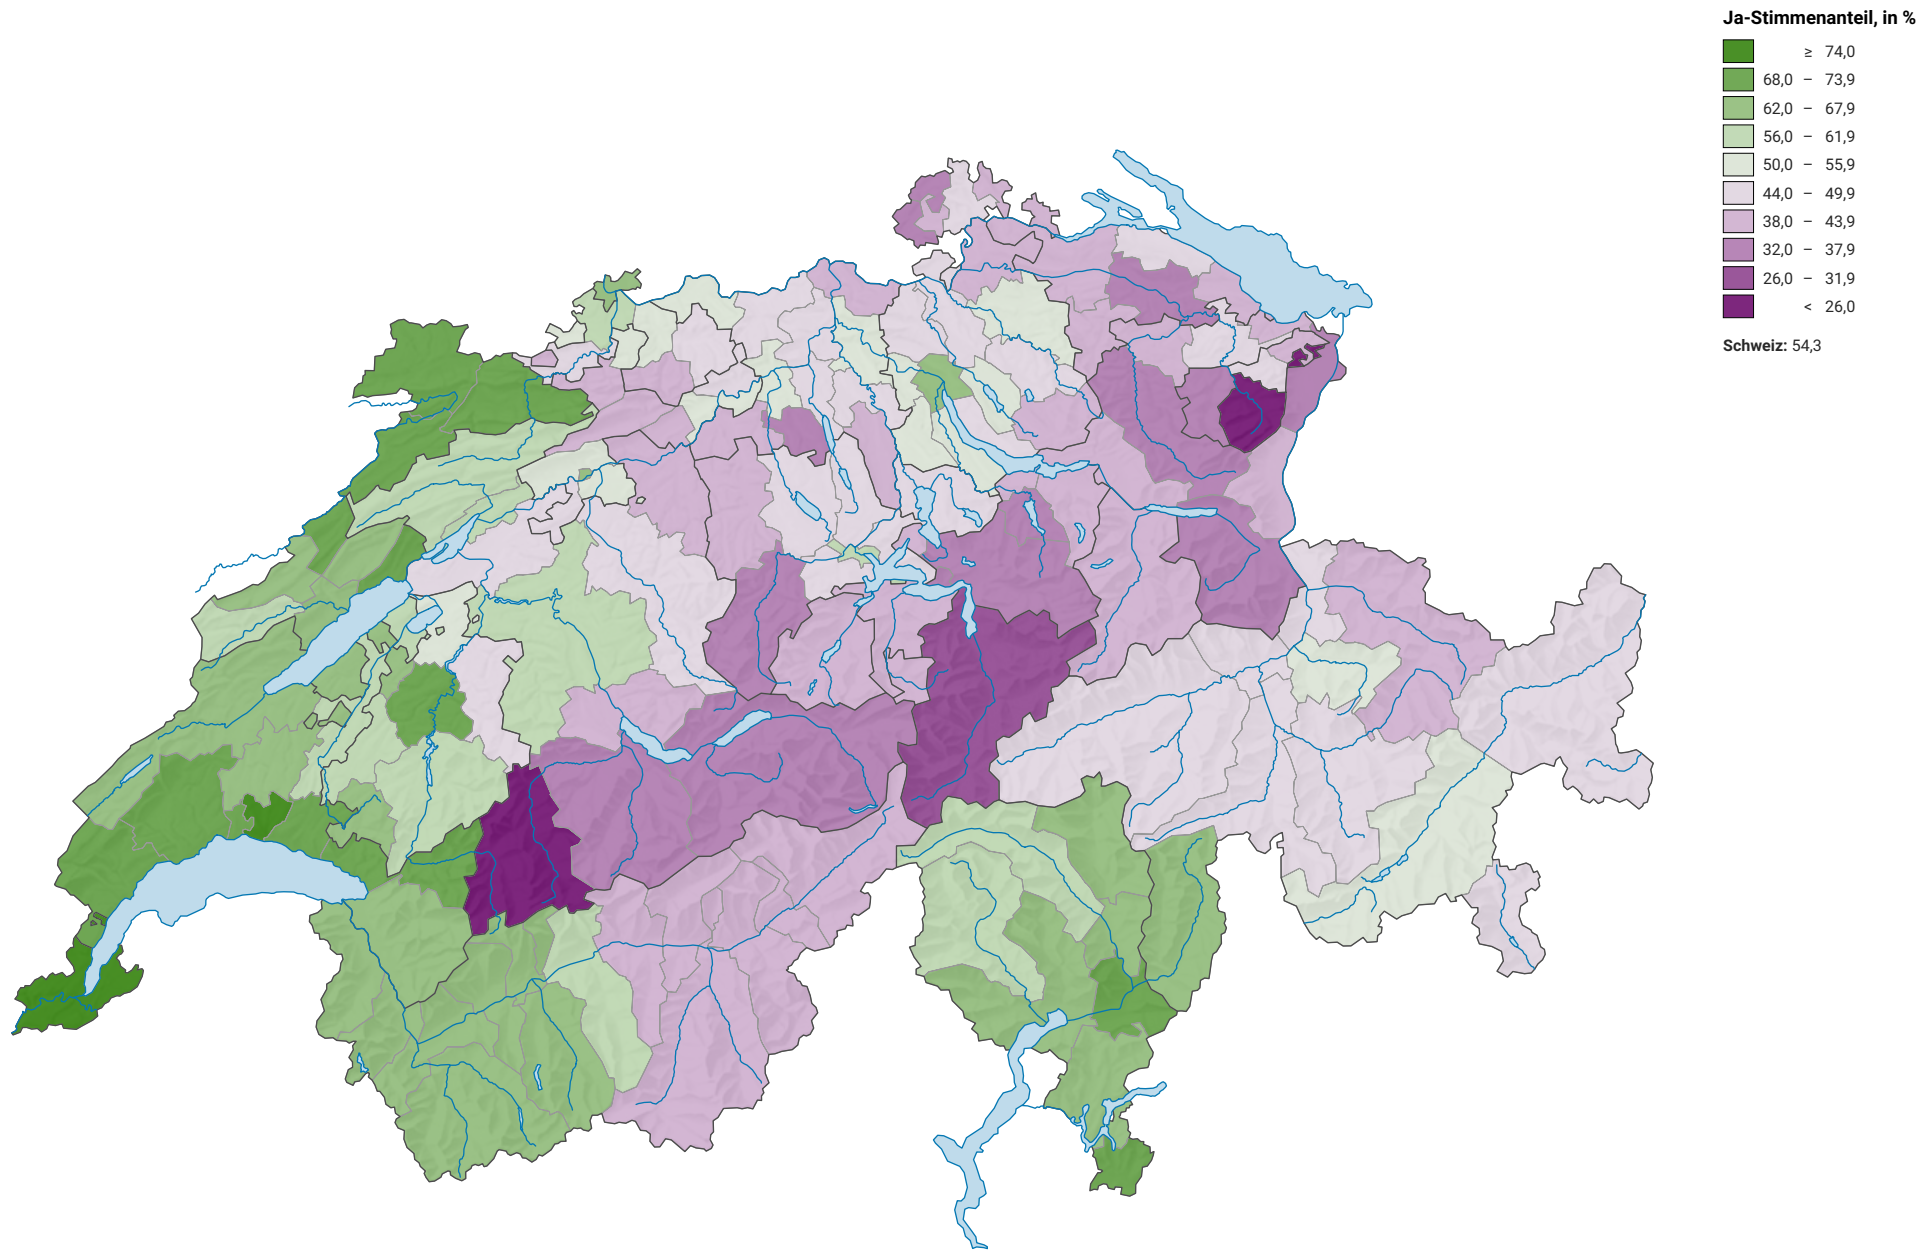 Ja-Stimmenanteil, in %
≥ 74,0
68,0 – 73,9
62,0 – 67,9
56,0 – 61,9
50,0 – 55,9
44,0 – 49,9
38,0 – 43,9
32,0 – 37,9
26,0 – 31,9
< 26,0
Schweiz: 54,3